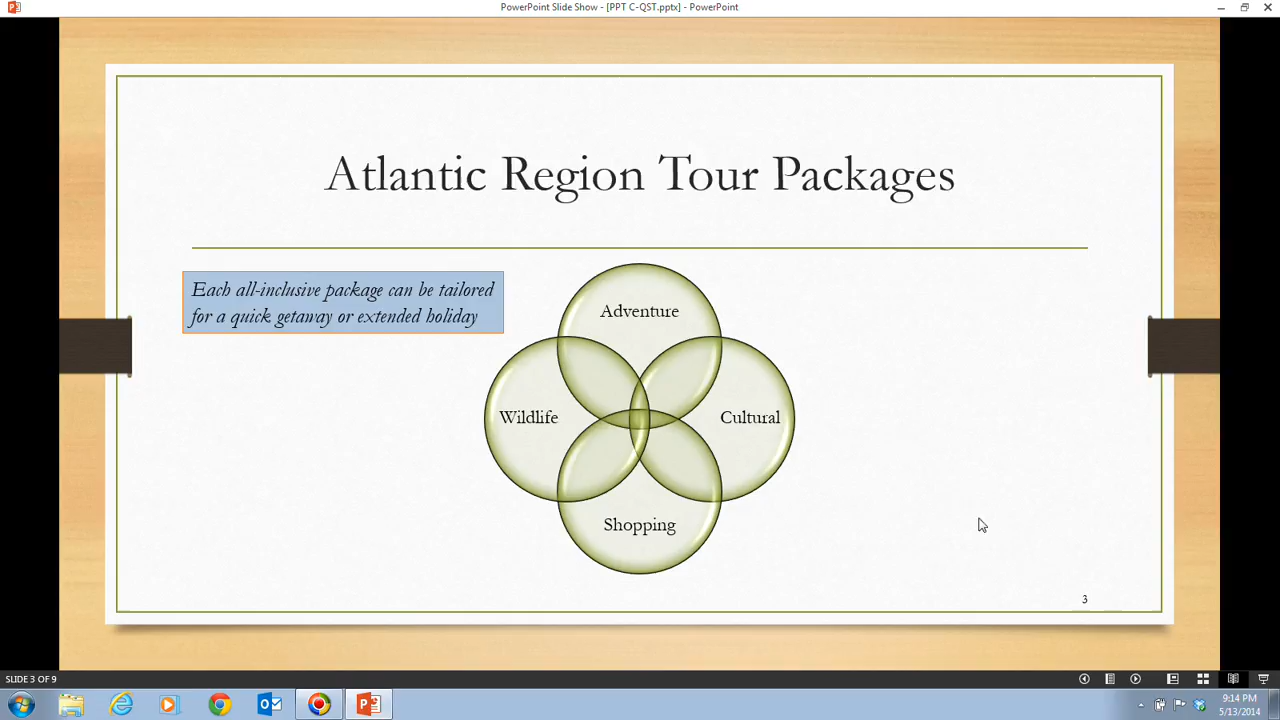 PowerPoint Slide Show - [PPT C-QST.pptx] - PowerPoint
Atlantic Region Tour Packages
Each all-inclusive package can be tailored
for a quick getaway or extended holiday
Adventure
Wildlife
Cultural
Shopping
3
SLIDE 3 OF 9
9:14 PM
5/13/2014